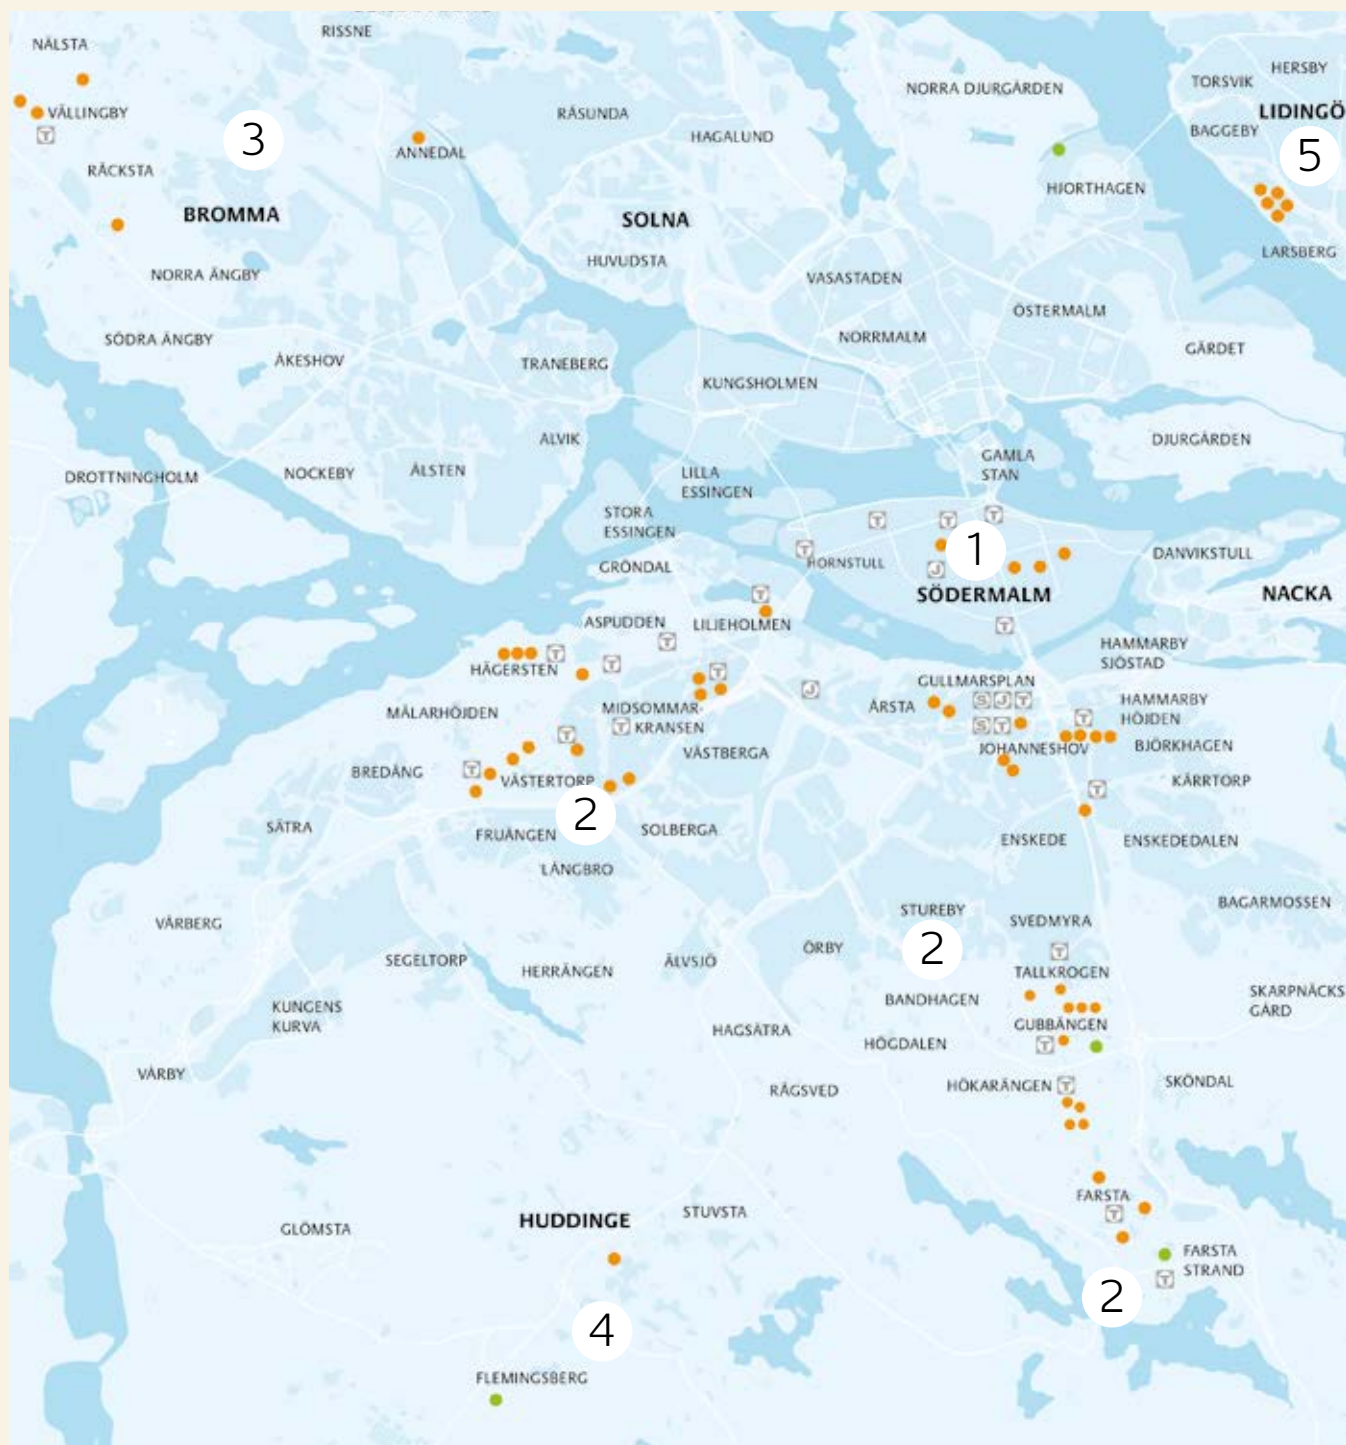 RISSNE
NÄLSTA
HERSBY
TORSVIK
NORRA DJURGÅRDEN
LIDINGÖ
VÄLLINGBY
RÅSUNDA
T
3
HAGALUND
BAGGEBY
ANNEDAL
5
RÅCKSTA
HJORTHAGEN
BROMMA
SOLNA
LARSBERG
HUVUDSTA
NORRA ÄNGBY
VASASTADEN
ÖSTERMALM
SÖDRA ÄNGBY
NORRMALM
GÄRDET
ÅKESHOV
TRANEBERG
KUNGSHOLMEN
ALVIK
DJURGÅRDEN
GAMLA
STAN
DROTTNINGHOLM
NOCKEBY
ÅLSTEN
LILLA
ESSINGEN
STORA
ESSINGEN
T
T
T
1
T
HORNSTULL
DANVIKSTULL
GRÖNDAL
J
SÖDERMALM
NACKA
T
ASPUDDEN
LILJEHOLMEN
T
T
HAMMARBY
SJÖSTAD
T
T
HÄGERSTEN
T
GULLMARSPLAN
J
S J T
ÅRSTA
HAMMARBY
HÖJDEN
MÄLARHÖJDEN
MIDSOMMAR-
T KRANSEN
T
S T
T
JOHANNESHOV
BJÖRKHAGEN
VÄSTBERGA
BREDÄNG
T
VÄSTERTORP
KÄRRTORP
T
2
SÄTRA
FRUÄNGEN
SOLBERGA
ENSKEDE
ENSKEDEDALEN
LÅNGBRO
BAGARMOSSEN
STUREBY
VÅRBERG
SVEDMYRA
2
ÖRBY
T
SEGELTORP
HERRÄNGEN
ÄLVSJÖ
TALLKROGEN
BANDHAGEN
SKARPNÄCKS
GÅRD
KUNGENS
KURVA
HAGSÄTRA
GUBBÄNGEN
HÖGDALEN
T
VÅRBY
RÅGSVED
HÖKARÄNGEN T
SKÖNDAL
FARSTA
T
STUVSTA
HUDDINGE
GLÖMSTA
FARSTA
STRAND
T
2
4
FLEMINGSBERG